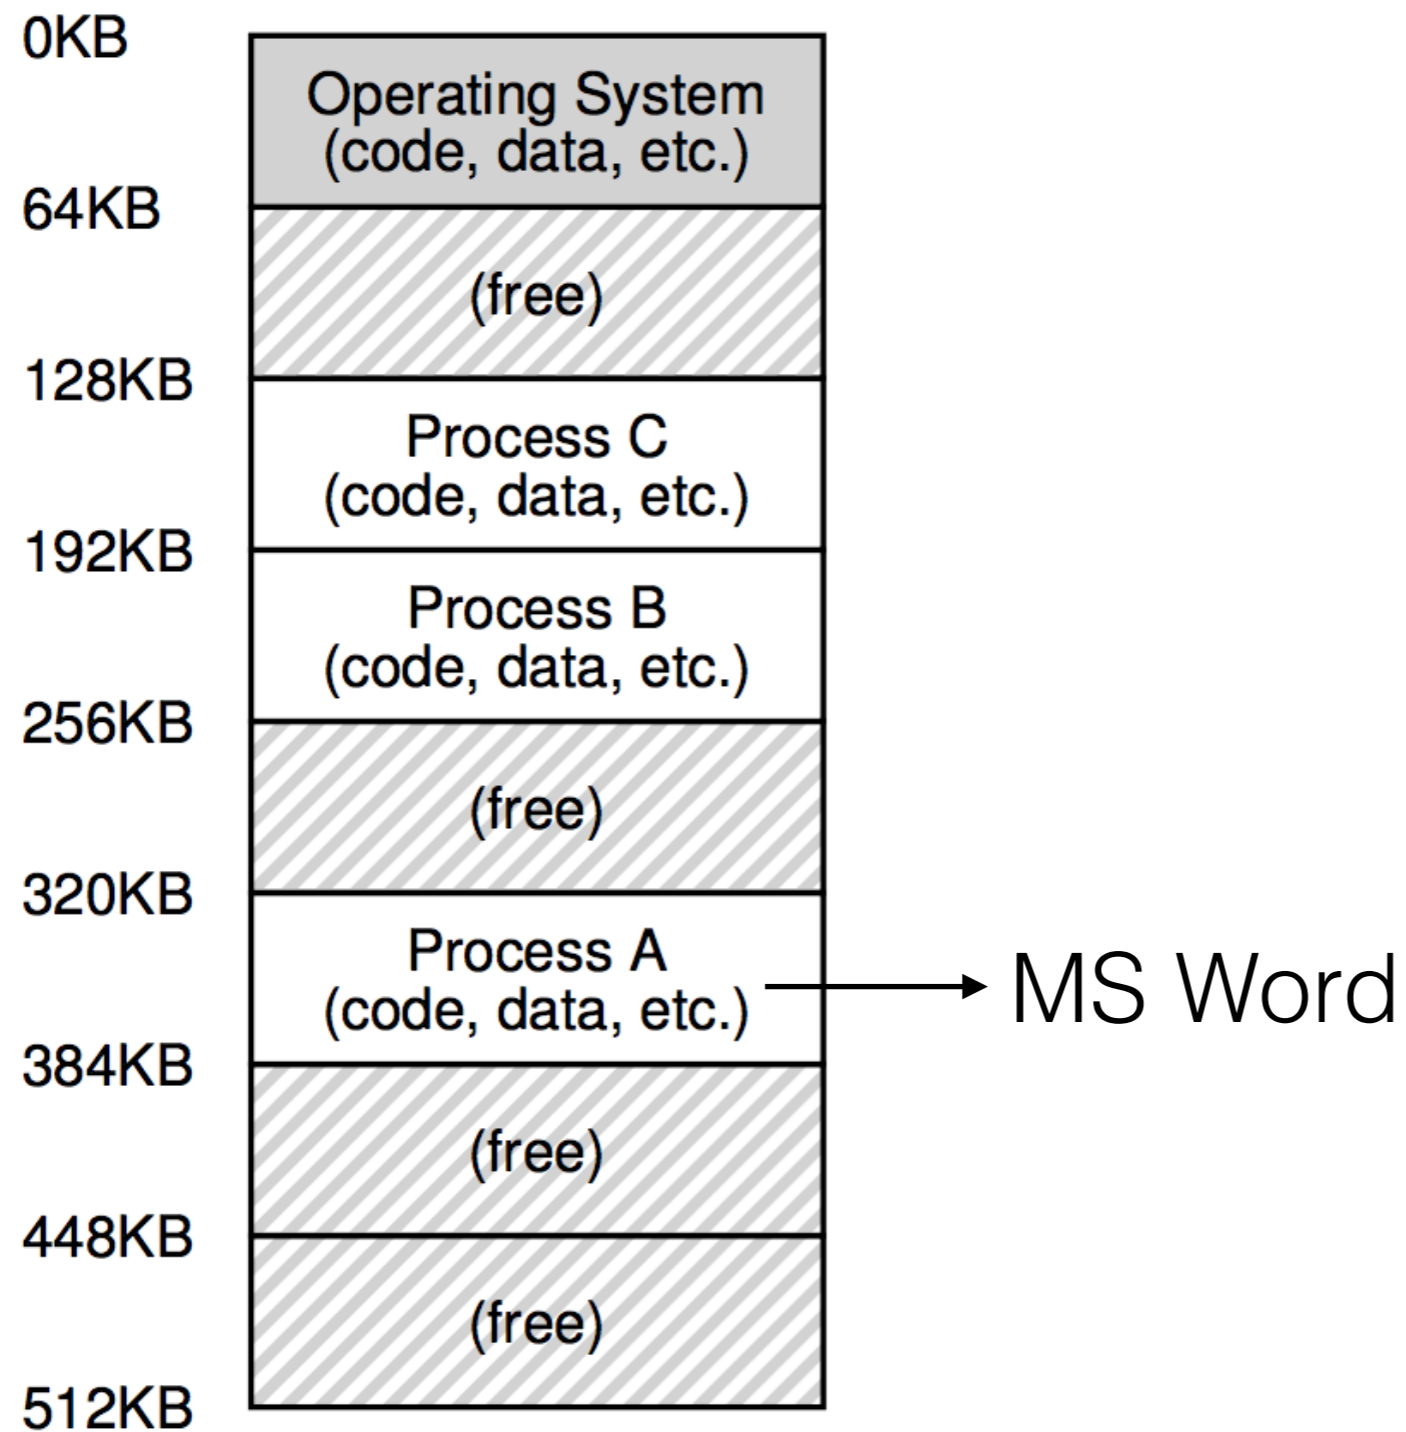 0KB
Operating System
(code, data, etc.)
64KB
(free)
128KB
Process C
(code, data, etc.)
192KB
Process B
(code, data, etc.)
256KB
(free)
320KB
Process A
(code, data, etc.)
MS Word
384KB
(free)
448KB
(free)
512KB